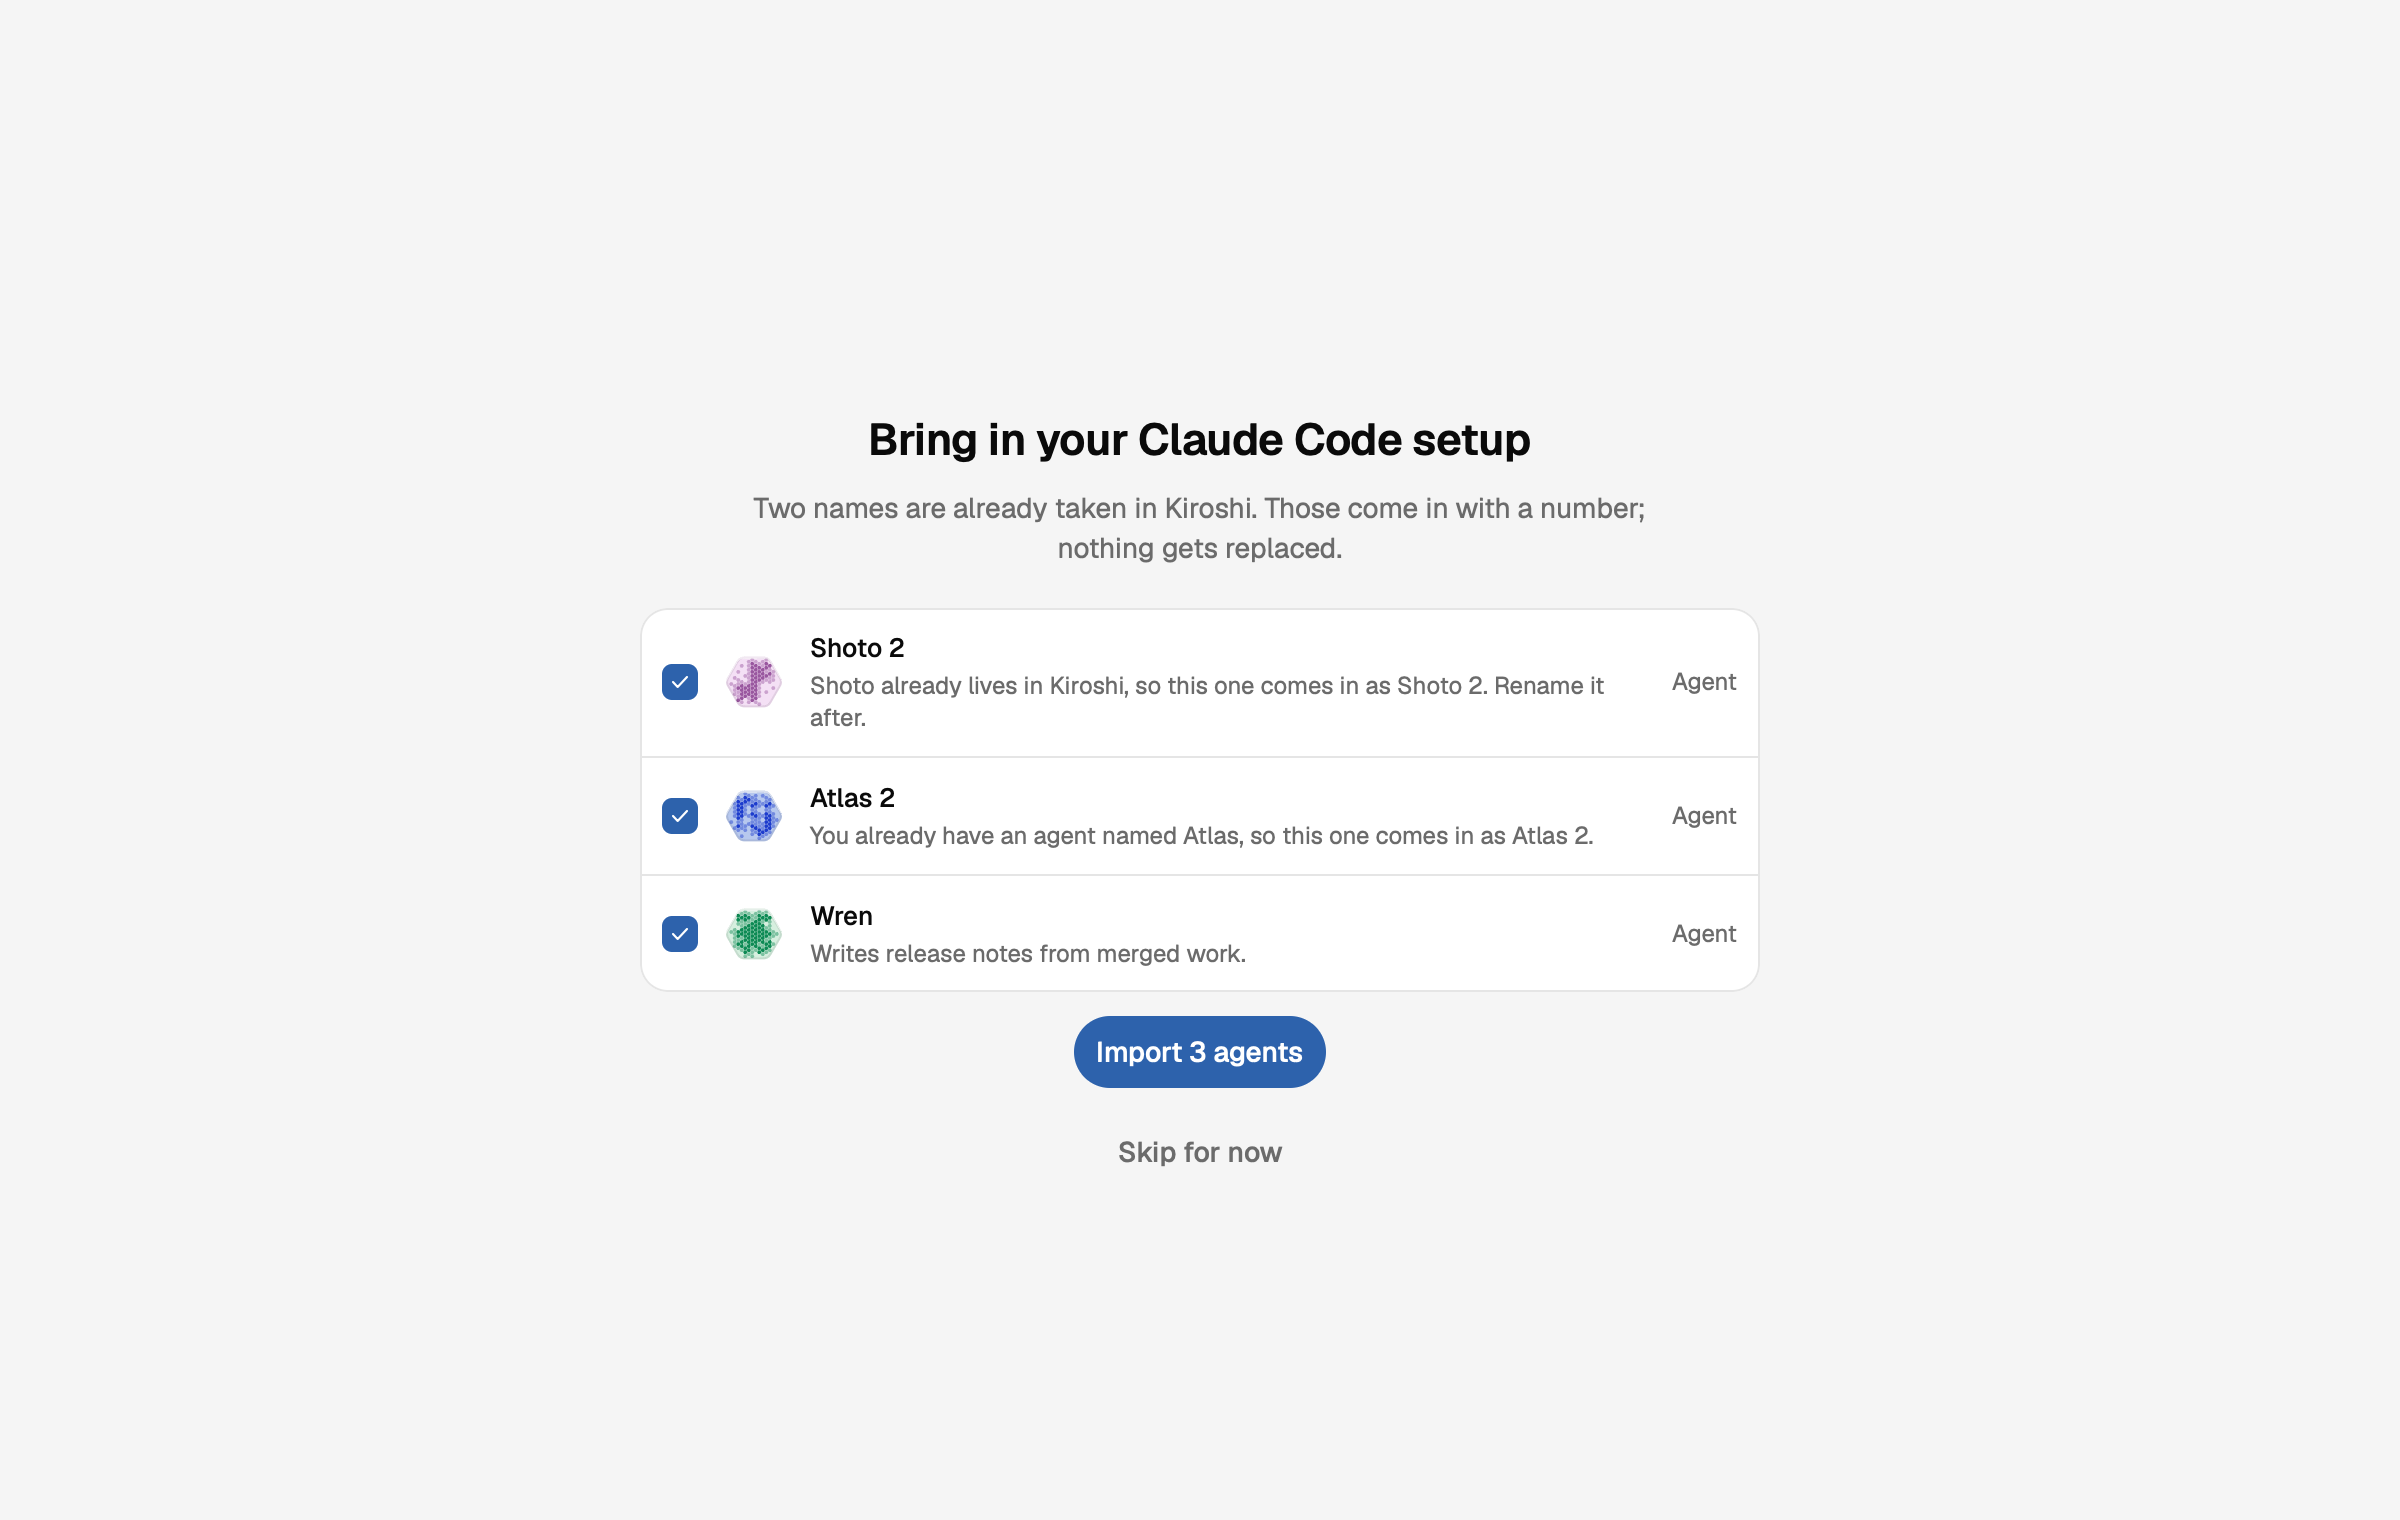 Bring in your Claude Code setup
Two names are already taken in Kiroshi. Those come in with a number;
nothing gets replaced.
Shoto 2
Shoto already lives in Kiroshi, so this one comes in as Shoto 2. Rename it
after.
Agent
Atlas 2
You already have an agent named Atlas, so this one comes in as Atlas 2.
Agent
Wren
Writes release notes from merged work.
Agent
Import 3 agents
Skip for now